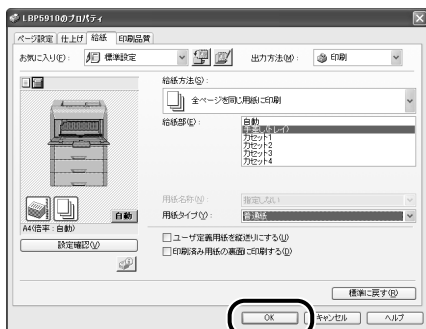 LBP5910のプロパティ
ページ設定 仕上げ 給紙 印刷品質
お気に入り(F): 標準設定 出力方法(M): 印刷
給紙方法(S):
全ページを同じ用紙に印刷
給紙部(E): 自動
手差し(トレイ)
カセット1
カセット2
カセット3
カセット4
用紙名称(N): 指定しない
自動 用紙タイプ(Y): 普通紙
A4(倍率:自動)
設定確認(V)
ユーザ定義用紙を縦送りにする(U)
印刷済み用紙の裏面に印刷する(D)
標準に戻す(R)
OK キャンセル ヘルプ